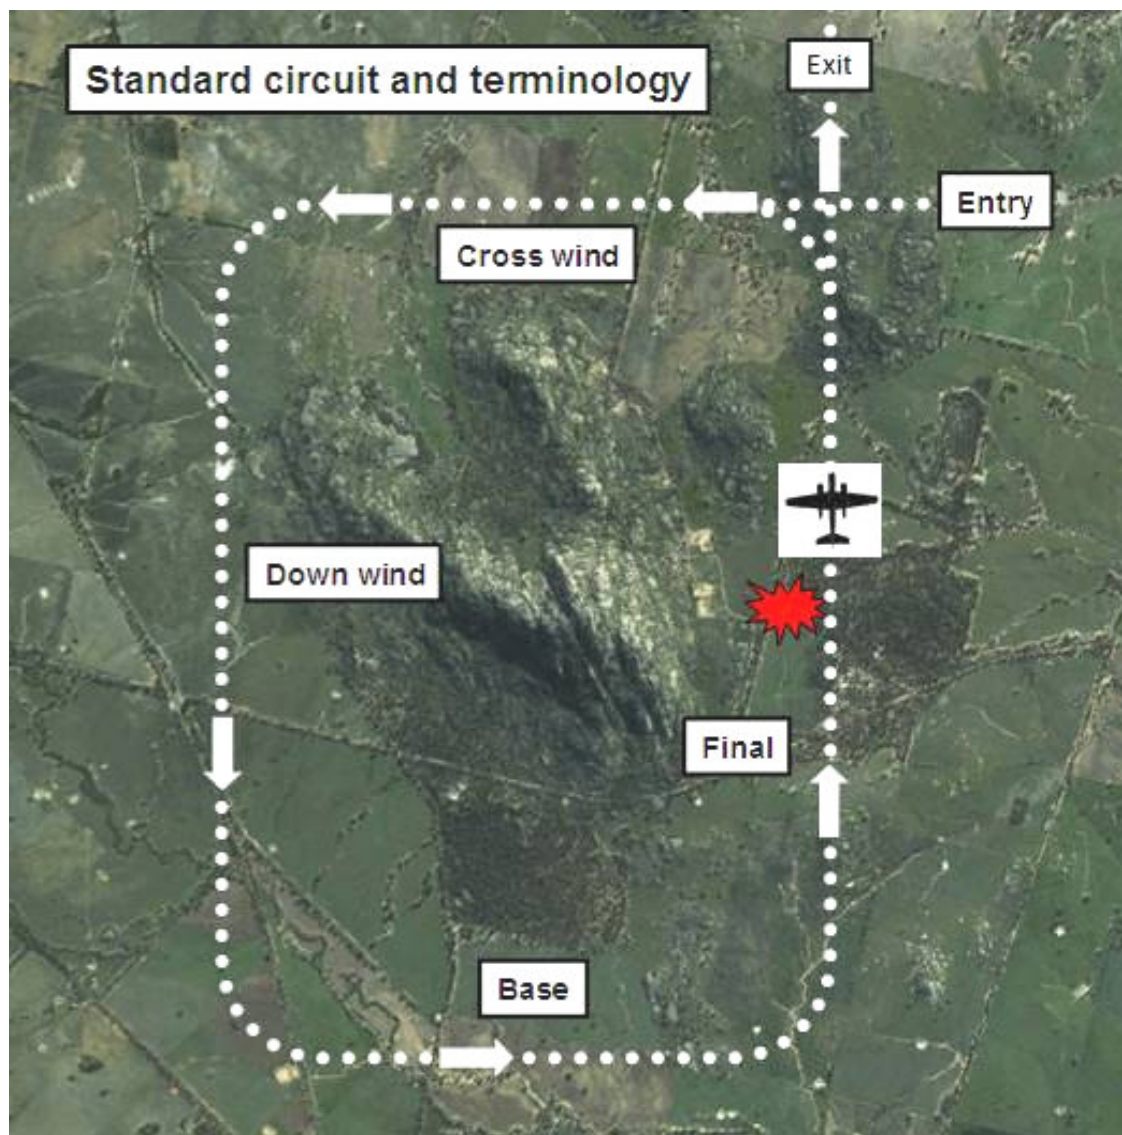 Standard circuit and terminology
Exit
Entry
Cross wind
Down wind
Final
Base